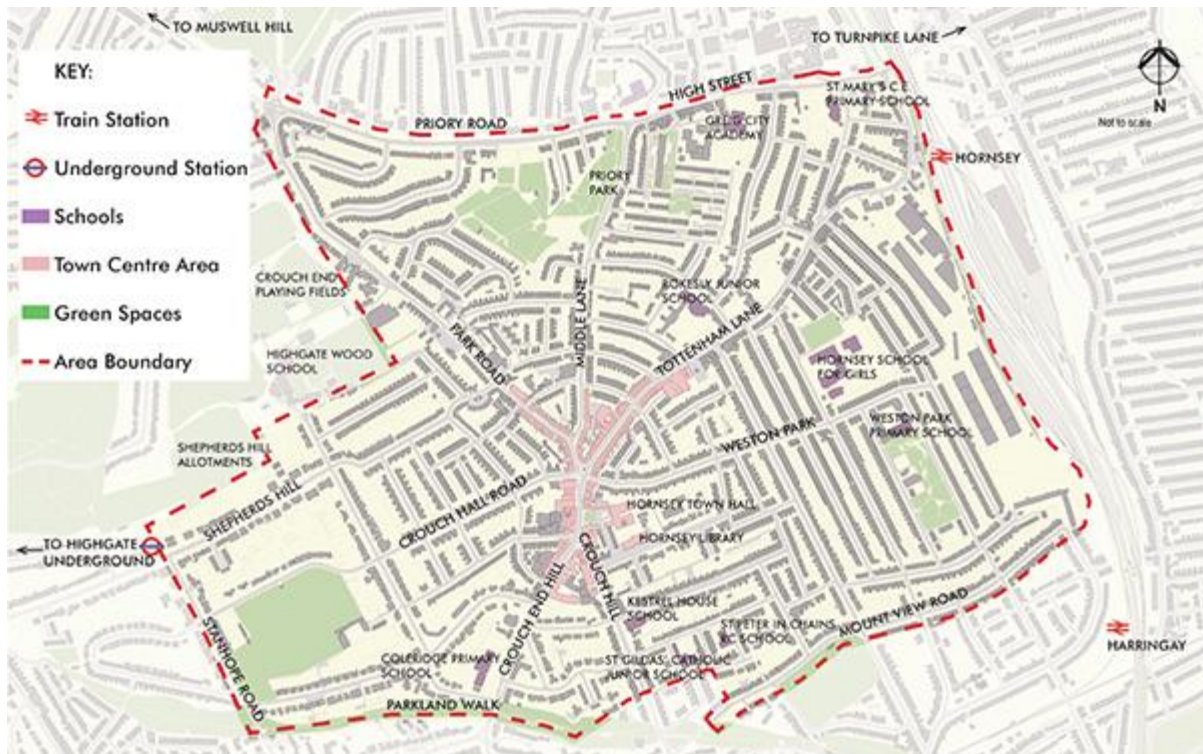 TO MUSWELL HILL
TO TURNPIKE LANE
KEY:
Train Station
Underground Station
Schools
Town Centre Area
Green Spaces
Area Boundary
N
Not to scale
HIGH STREET
PRIORY ROAD
ST MARY'S C.E.
PRIMARY SCHOOL
GREIG CITY
ACADEMY
HORNSEY
PRIORY
PARK
CROUCH END
PLAYING FIELDS
ROKESLY JUNIOR
SCHOOL
MIDDLE LANE
PARK ROAD
TOTTENHAM LANE
HIGHGATE WOOD
SCHOOL
HORNSEY SCHOOL
FOR GIRLS
WESTON PARK
WESTON PARK
PRIMARY SCHOOL
SHEPHERDS HILL
ALLOTMENTS
SHEPHERDS HILL
CROUCH HALL ROAD
HORNSEY TOWN HALL
HORNSEY LIBRARY
TO HIGHGATE
UNDERGROUND
CROUCH HILL
CROUCH END HILL
KESTREL HOUSE
SCHOOL
ST PETER IN CHAINS
RC SCHOOL
MOUNT VIEW ROAD
STANHOPE ROAD
COLERIDGE PRIMARY
SCHOOL
ST GILDAS' CATHOLIC
JUNIOR SCHOOL
HARRINGAY
PARKLAND WALK